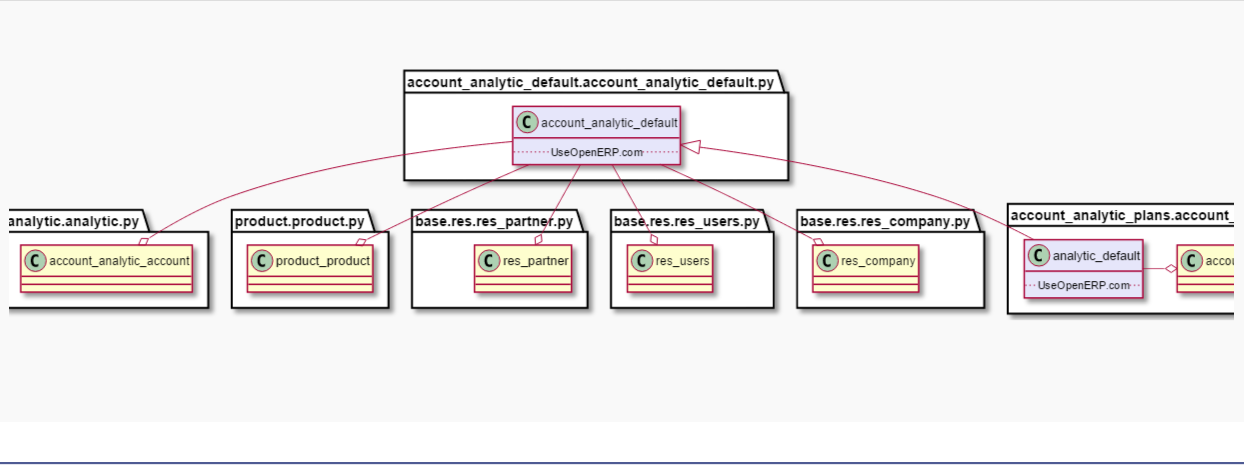 account_analytic_default.account_analytic_default.py
C account_analytic_default
UseOpenERP.com
analytic.analytic.py
C account_analytic_account
product.product.py
C product_product
base.res.res_partner.py
C res_partner
base.res.res_users.py
C res_users
base.res.res_company.py
C res_company
account_analytic_plans.account_
C analytic_default
UseOpenERP.com
C accou